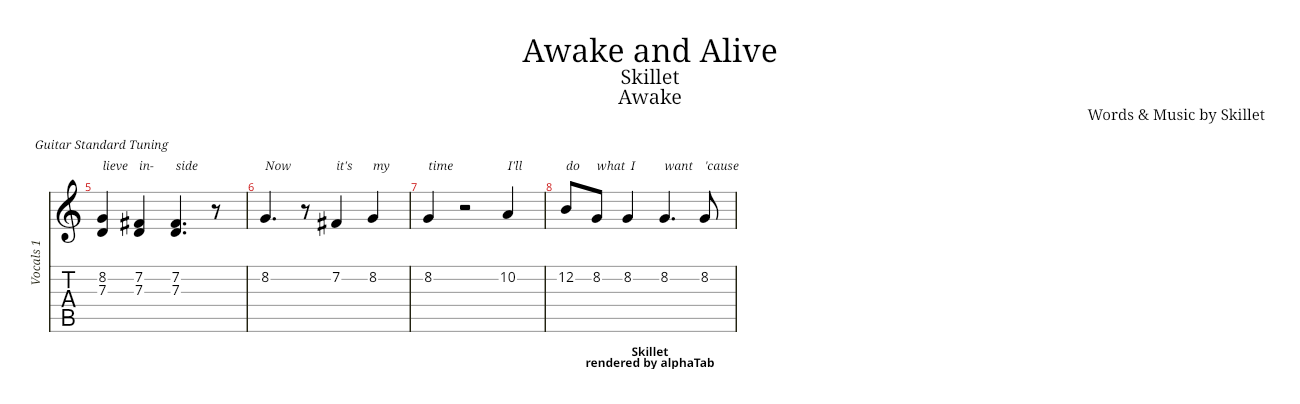 Awake and Alive
Skillet
Awake
Words & Music by Skillet
Guitar Standard Tuning
lieve in- side Now it's my time I'll do what I want 'cause
5 6 7 8
Vocals 1
T
A
B
8 7 7 8 7 8 8 10 12 8 8 8 8
7 7 7
Skillet
rendered by alphaTab